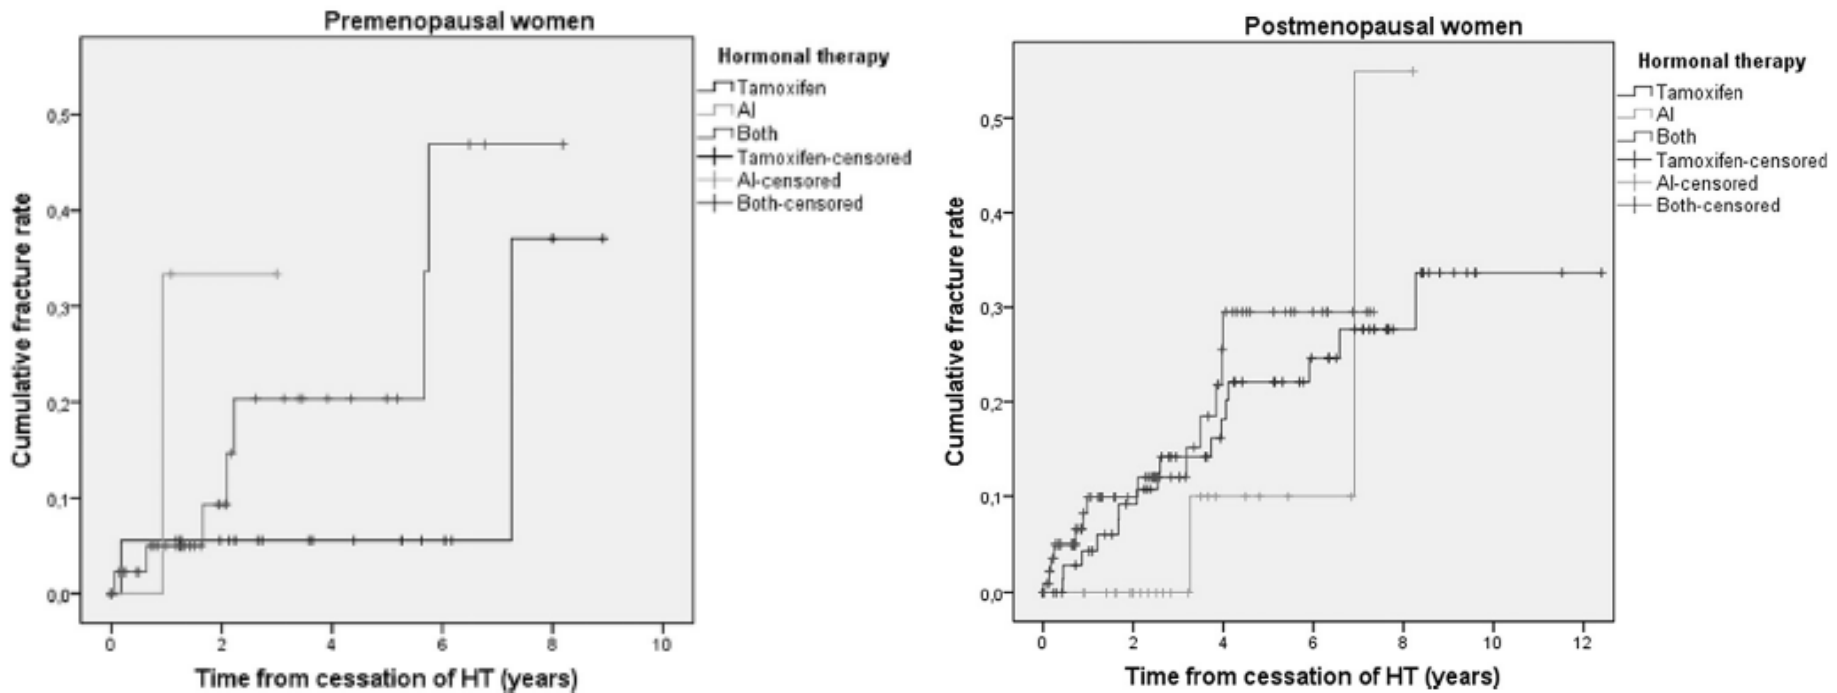 Premenopausal women
Hormonal therapy
Tamoxifen
AI
Both
Tamoxifen-censored
AI-censored
Both-censored
Cumulative fracture rate
0,5
0,4
0,3
0,2
0,1
0,0
0 2 4 6 8 10
Time from cessation of HT (years)
Postmenopausal women
Hormonal therapy
Tamoxifen
AI
Both
Tamoxifen-censored
AI-censored
Both-censored
Cumulative fracture rate
0,5
0,4
0,3
0,2
0,1
0,0
0 2 4 6 8 10 12
Time from cessation of HT (years)